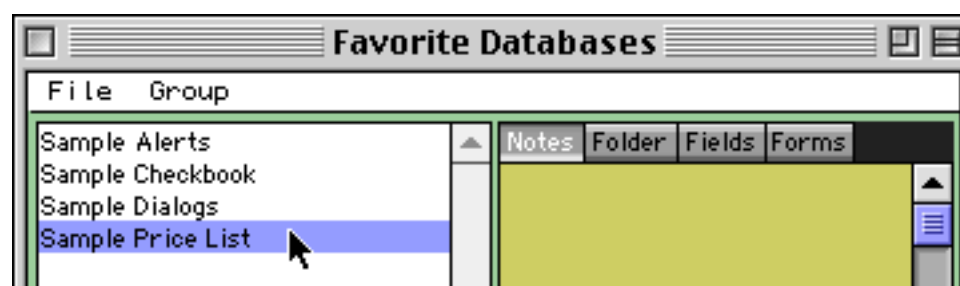 Favorite Databases
File Group
Sample Alerts
Sample Checkbook
Sample Dialogs
Sample Price List
Notes Folder Fields Forms